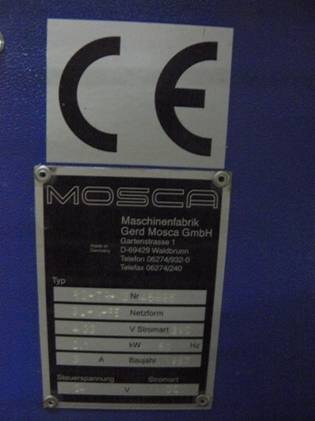 CE
MOSCA
Maschinenfabrik
Gerd Mosca GmbH
Gartenstrasse 1
Made in
Germany
D-69429 Waldbrunn
Telefon 06274/932-0
Telefax 06274/240
Typ
Nr
Netzform
V Stromart
kW Hz
A Baujahr
Steuerspannung Stromart
V